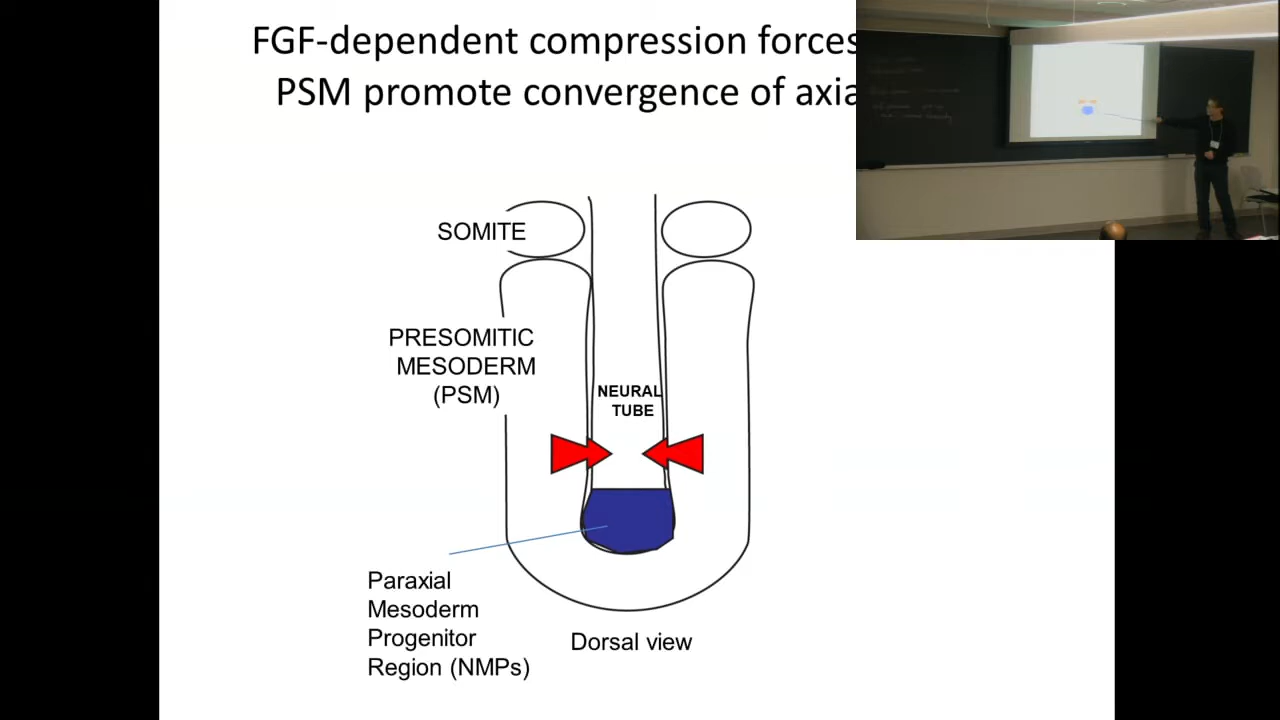 FGF-dependent compression forces
PSM promote convergence of axia
SOMITE
PRESOMITIC
MESODERM
(PSM)
NEURAL
TUBE
Paraxial
Mesoderm
Progenitor
Region (NMPs)
Dorsal view